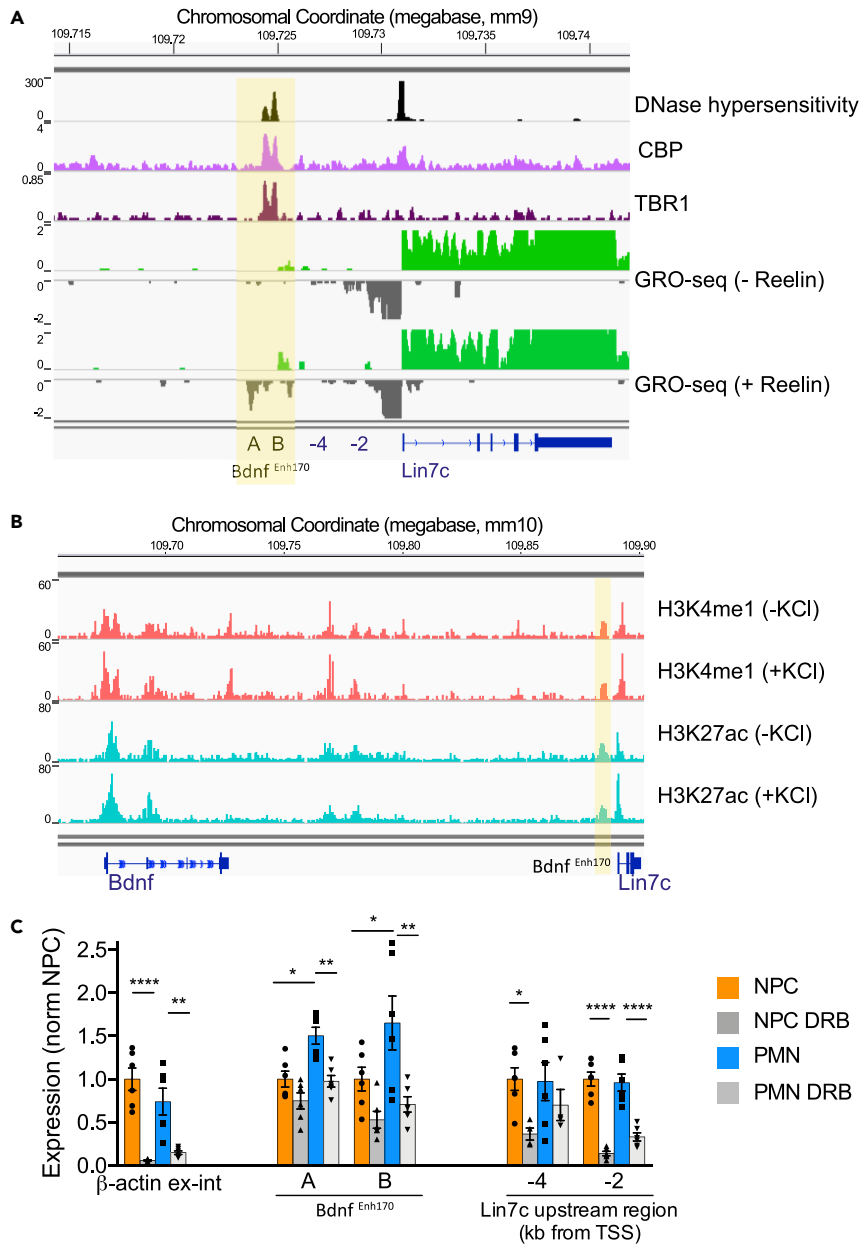 A
Chromosomal Coordinate (megabase, mm9)
109.715 109.72 109.725 109.73 109.735 109.74
300
0
DNase hypersensitivity
4
0
CBP
0.85
0
TBR1
2
0
0
-2
GRO-seq (- Reelin)
2
0
0
-2
GRO-seq (+ Reelin)
A B -4 -2
Bdnf Enh170 Lin7c
B
Chromosomal Coordinate (megabase, mm10)
109.70 109.75 109.80 109.85 109.90
60
0
H3K4me1 (-KCl)
60
0
H3K4me1 (+KCl)
80
0
H3K27ac (-KCl)
80
0
H3K27ac (+KCl)
Bdnf Bdnf Enh170 Lin7c
C
Expression (norm NPC)
2.5
2.0
1.5
1.0
0.5
0.0
**** ** * ** * ** * **** ****
NPC
NPC DRB
PMN
PMN DRB
β-actin ex-int A B -4 -2
Bdnf Enh170 Lin7c upstream region
(kb from TSS)